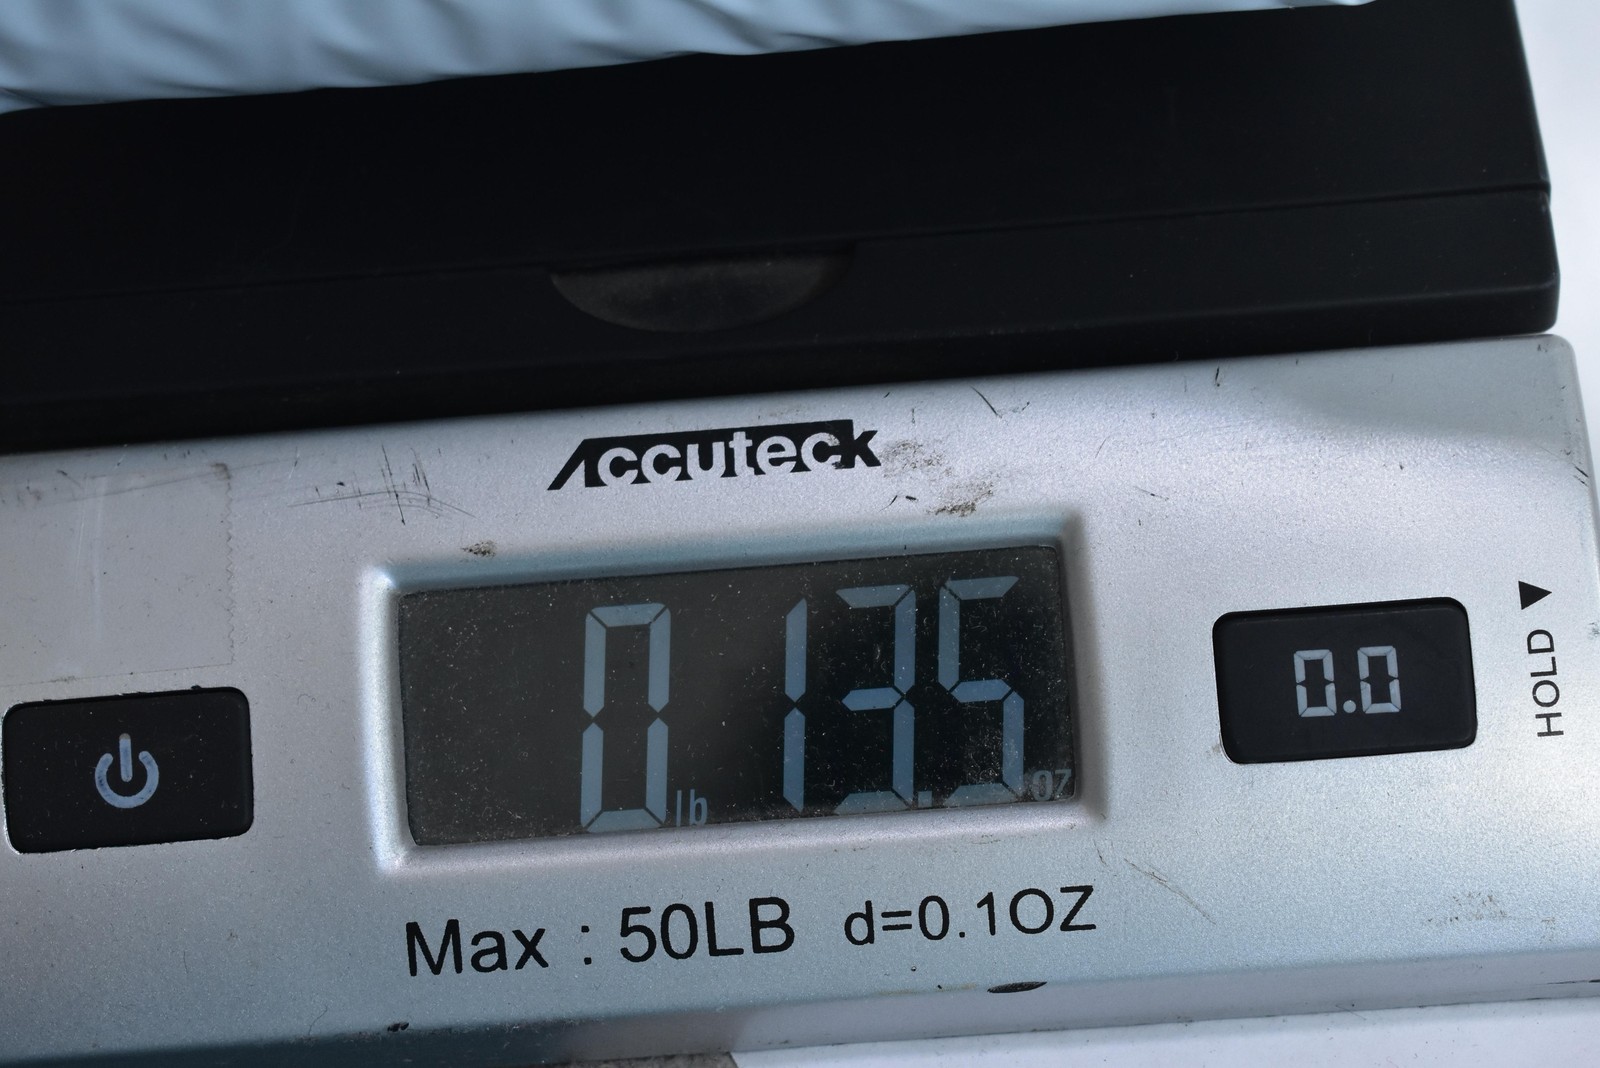 Accuteck
0 lb 13.5 oz
0.0
HOLD ▼
Max : 50LB d=0.1OZ